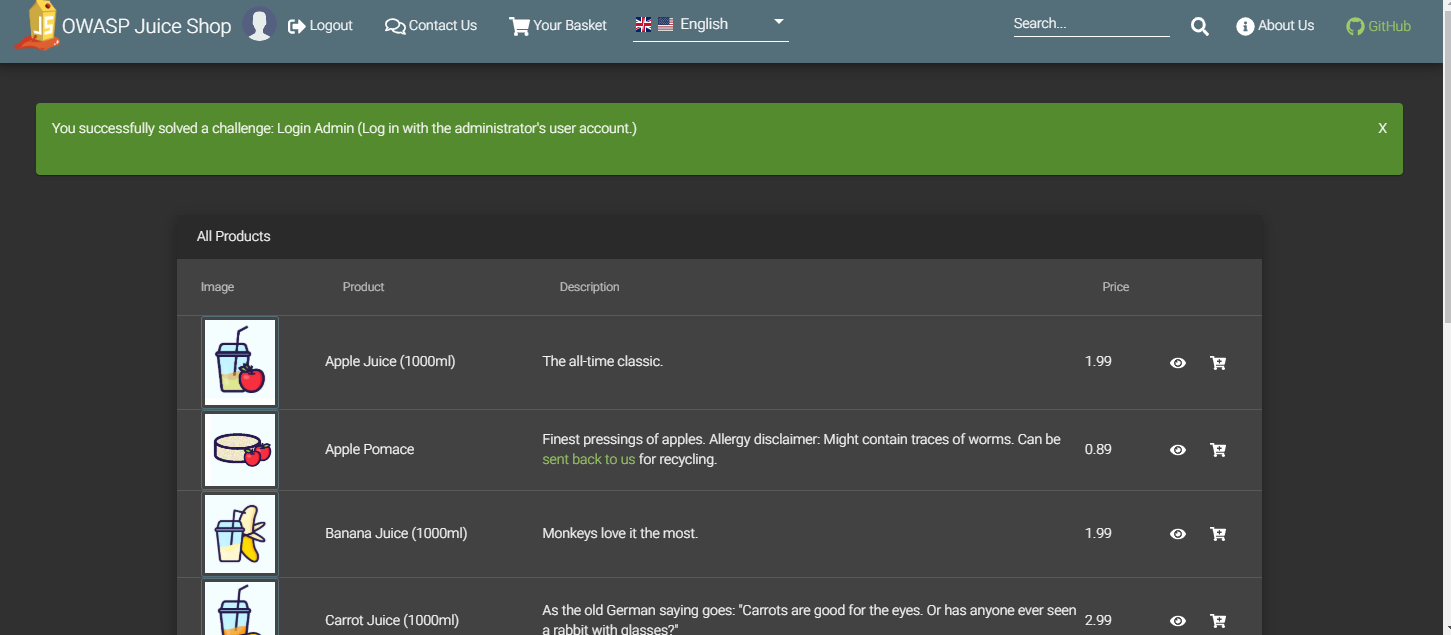 JS OWASP Juice Shop Logout Contact Us Your Basket English Search... About Us GitHub
You successfully solved a challenge: Login Admin (Log in with the administrator's user account.) X
All Products
Image Product Description Price
Apple Juice (1000ml) The all-time classic. 1.99
Apple Pomace Finest pressings of apples. Allergy disclaimer: Might contain traces of worms. Can be 0.89
sent back to us for recycling.
Banana Juice (1000ml) Monkeys love it the most. 1.99
Carrot Juice (1000ml) As the old German saying goes: "Carrots are good for the eyes. Or has anyone ever seen 2.99
a rabbit with glasses?"